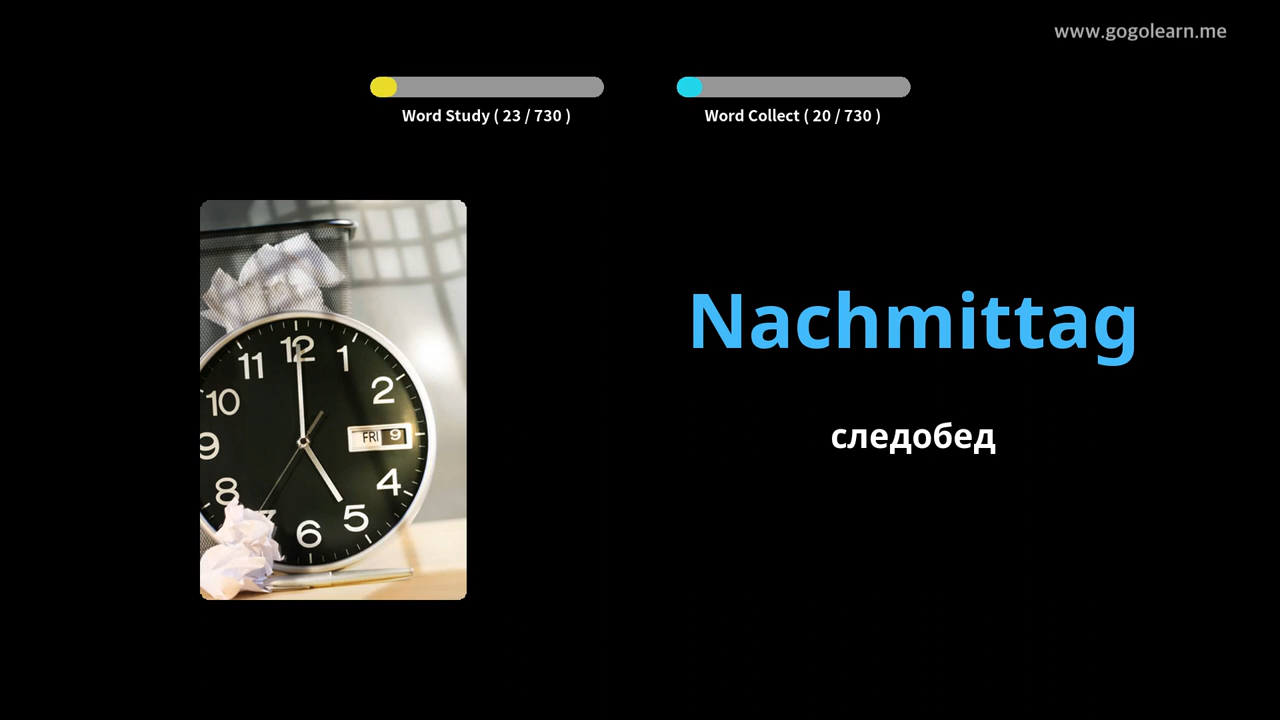 www.gogolearn.me
Word Study ( 23 / 730 )
Word Collect ( 20 / 730 )
Nachmittag
следобед
12
11
1
10
2
9
FRI 9
8
4
7
5
6